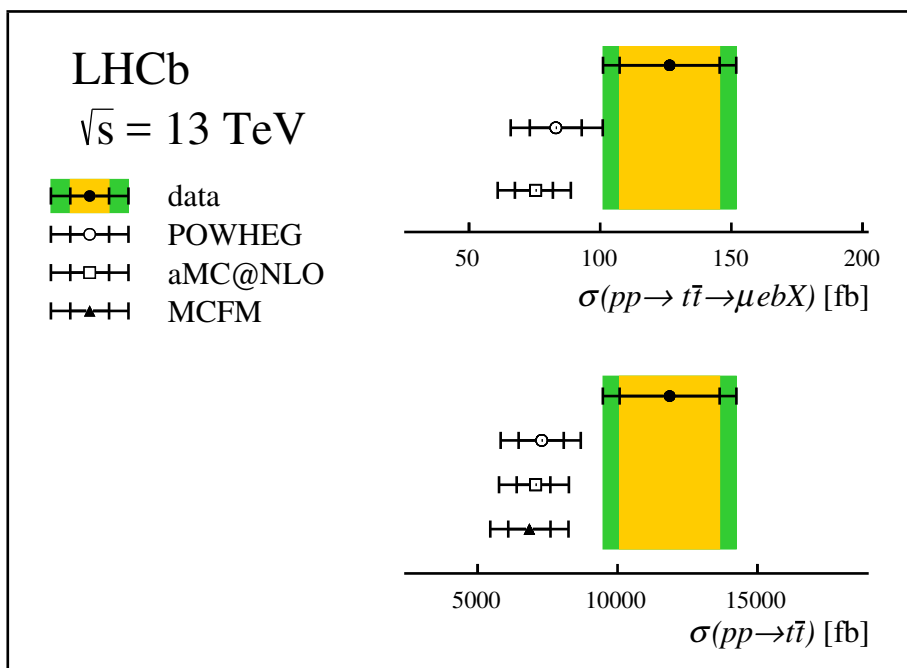 LHCb
√s = 13 TeV
data
POWHEG
aMC@NLO
MCFM
50 100 150 200
σ(pp→ tt̄→μebX) [fb]
5000 10000 15000
σ(pp→tt̄) [fb]